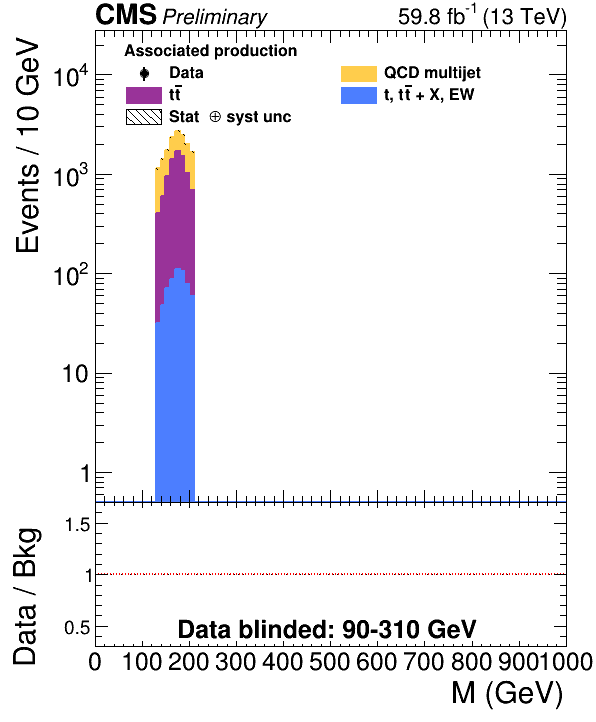 CMS Preliminary 59.8 fb⁻¹ (13 TeV)
Associated production
Data QCD multijet
tt̅ t, tt̅ + X, EW
Stat ⊕ syst unc
Events / 10 GeV
10⁴
10³
10²
10
1
Data / Bkg
1.5
1
0.5
Data blinded: 90-310 GeV
0 100 200 300 400 500 600 700 800 900 1000
M (GeV)